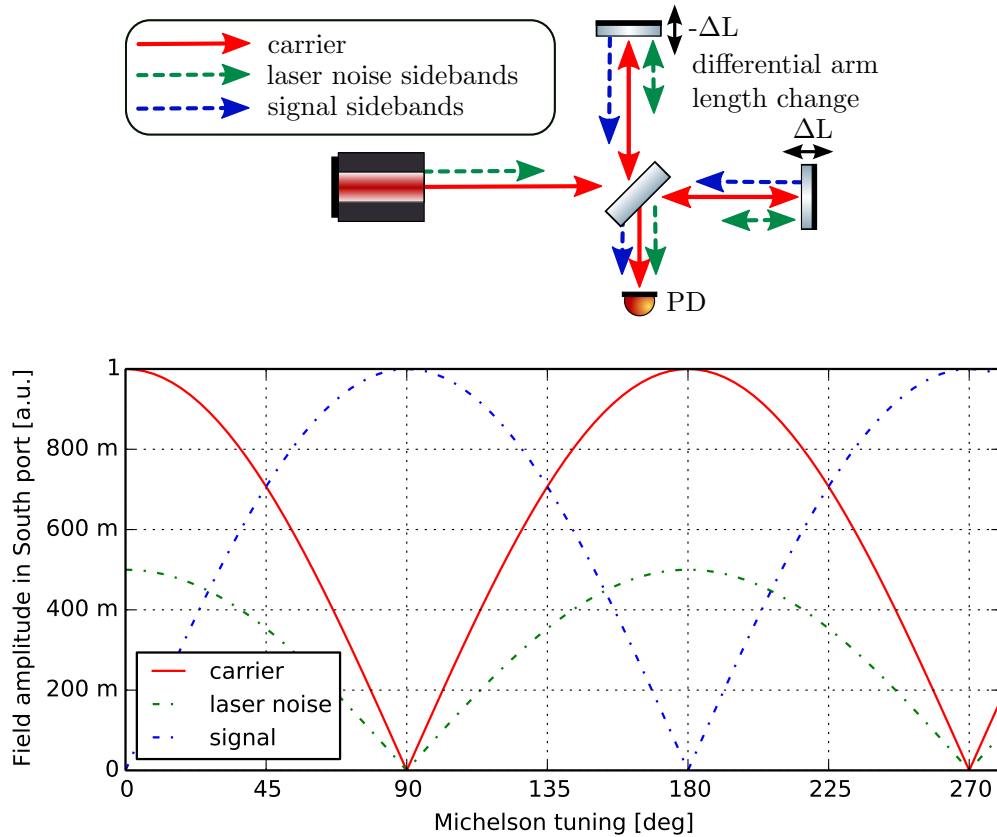 carrier
laser noise sidebands
signal sidebands
-ΔL
differential arm
length change
ΔL
PD
Field amplitude in South port [a.u.]
1
800 m
600 m
400 m
200 m
0
carrier
laser noise
signal
0 45 90 135 180 225 270
Michelson tuning [deg]